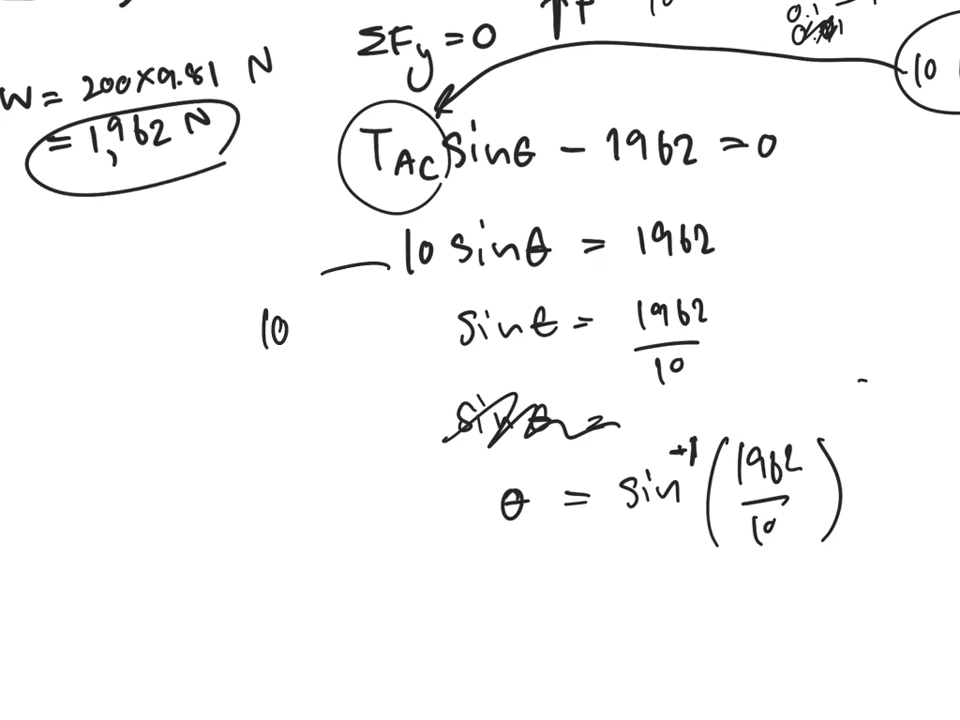 ΣFy = 0
W = 200×9.81 N
= 1,962 N
10
TAC sinθ - 1962 = 0
10 sinθ = 1962
10
sinθ = 1962/10
θ = sin⁻¹(1962/10)